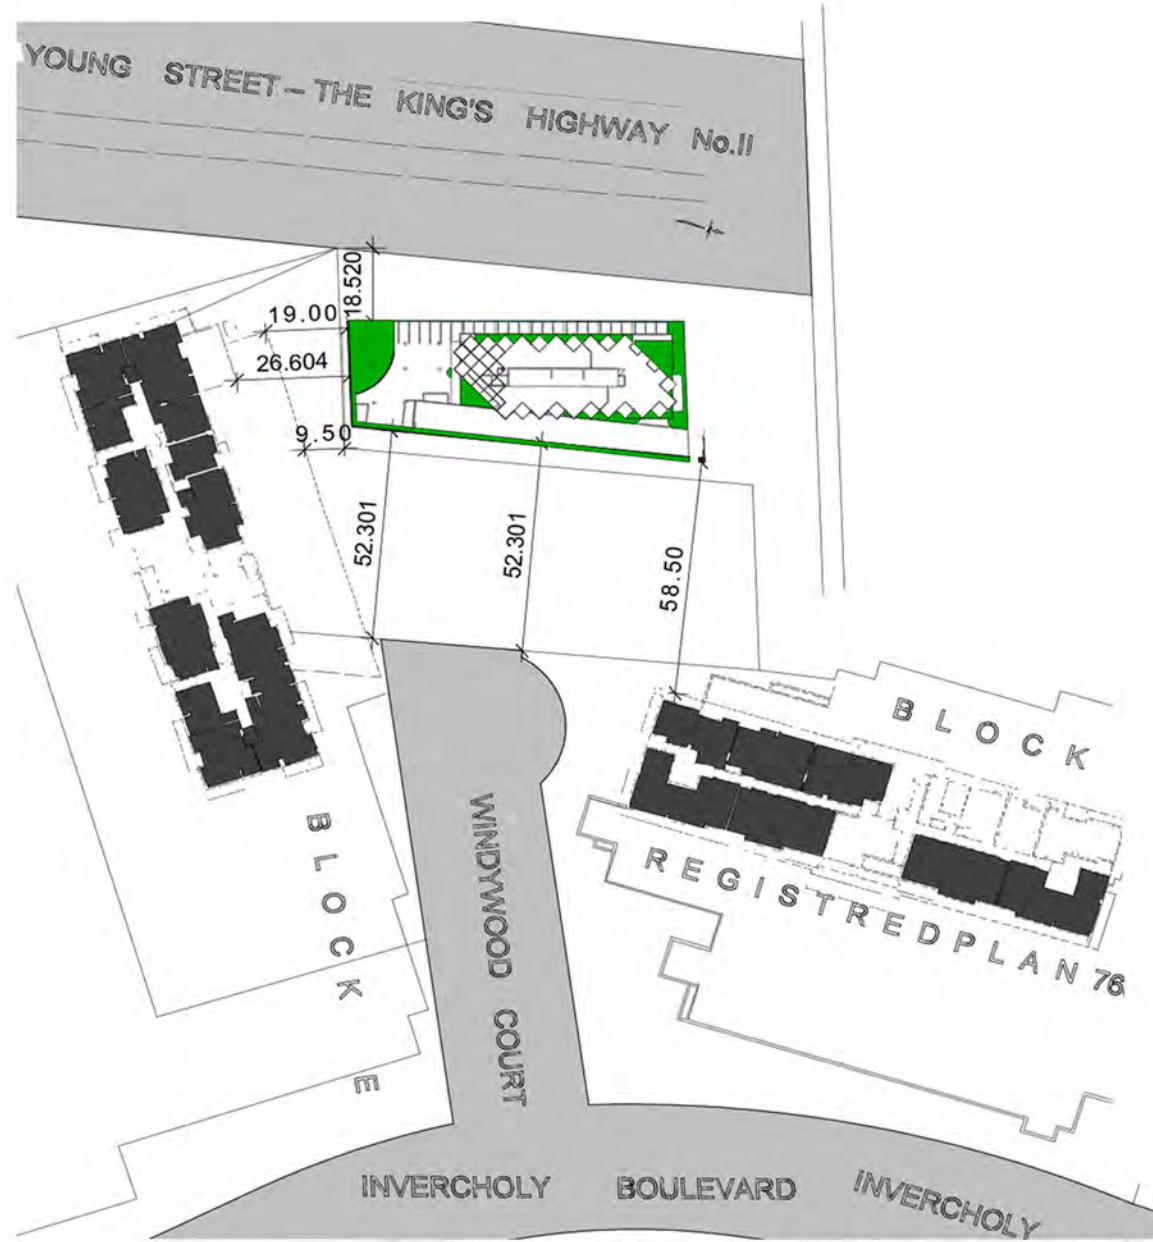 YOUNG STREET – THE KING'S HIGHWAY No.II
18.520
19.00
26.604
9.50
52.301
52.301
58.50
BLOCK
REGISTREDPLAN 76
BLOCK E
WINDYWOOD COURT
INVERCHOLY BOULEVARD INVERCHOLY